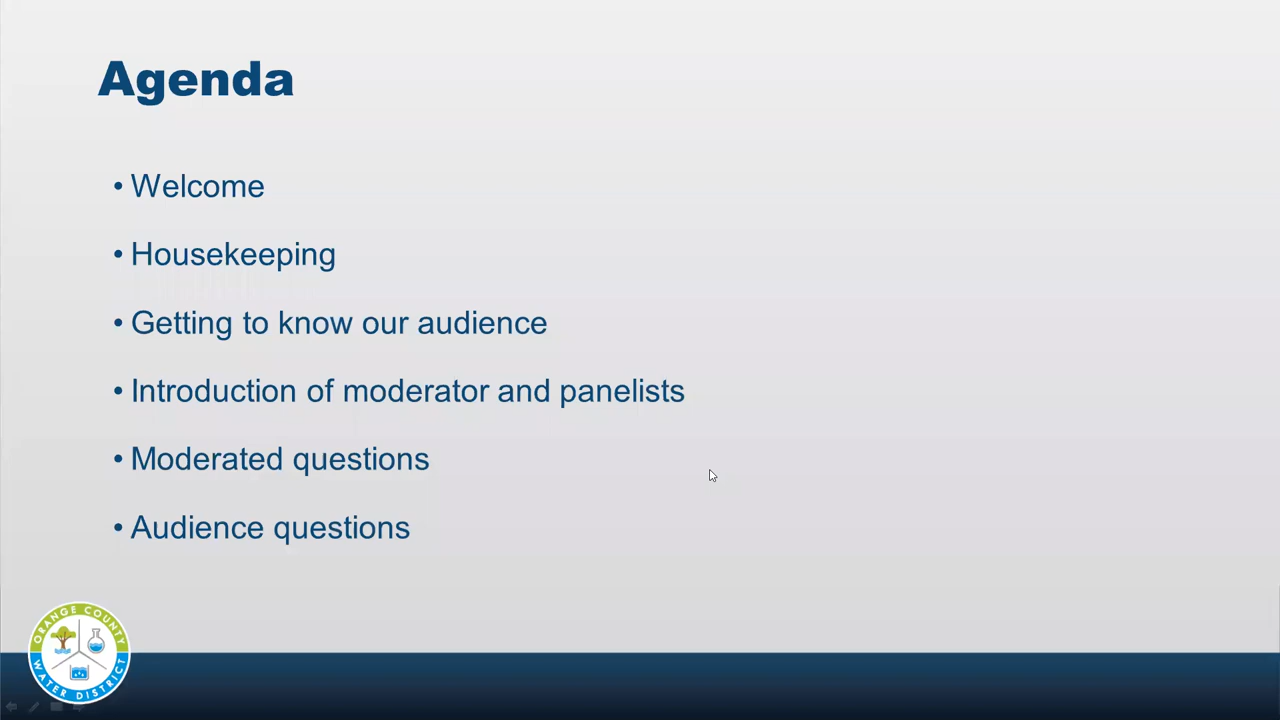 Agenda
• Welcome
• Housekeeping
• Getting to know our audience
• Introduction of moderator and panelists
• Moderated questions
• Audience questions
ORANGE COUNTY
WATER DISTRICT